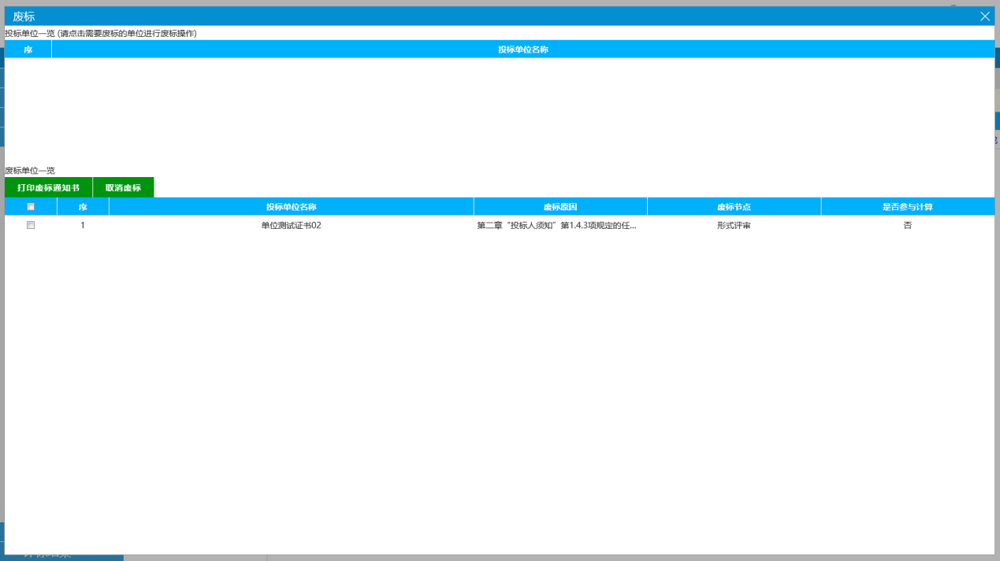 废标
投标单位一览 (请点击需要废标的单位进行废标操作)
序 投标单位名称
废标单位一览
打印废标通知书 取消废标
序 投标单位名称 废标原因 废标节点 是否参与计算
1 单位测试证书02 第二章“投标人须知”第1.4.3项规定的任... 形式评审 否